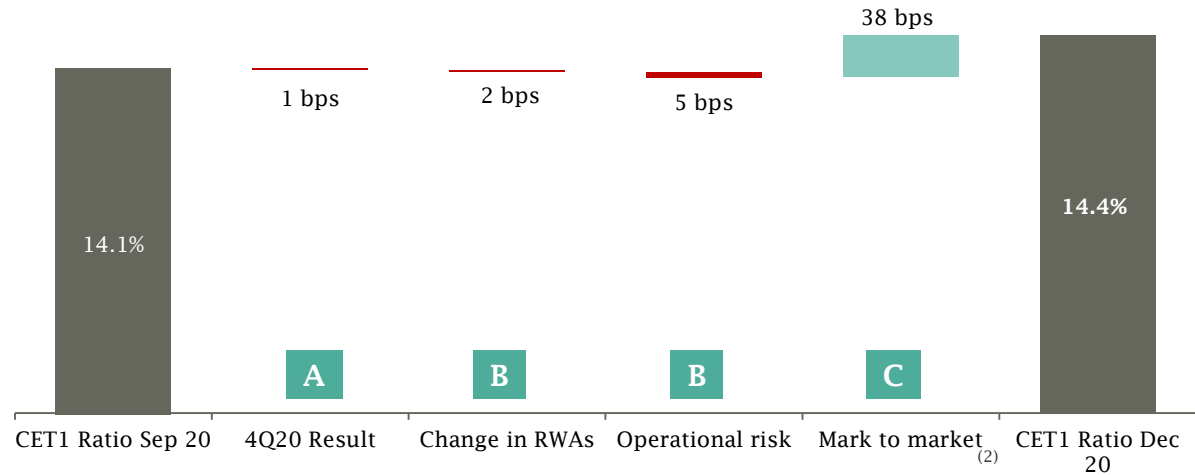 38 bps
1 bps
2 bps
5 bps
14.1%
14.4%
A
B
B
C
CET1 Ratio Sep 20
4Q20 Result
Change in RWAs
Operational risk
Mark to market (2)
CET1 Ratio Dec
20